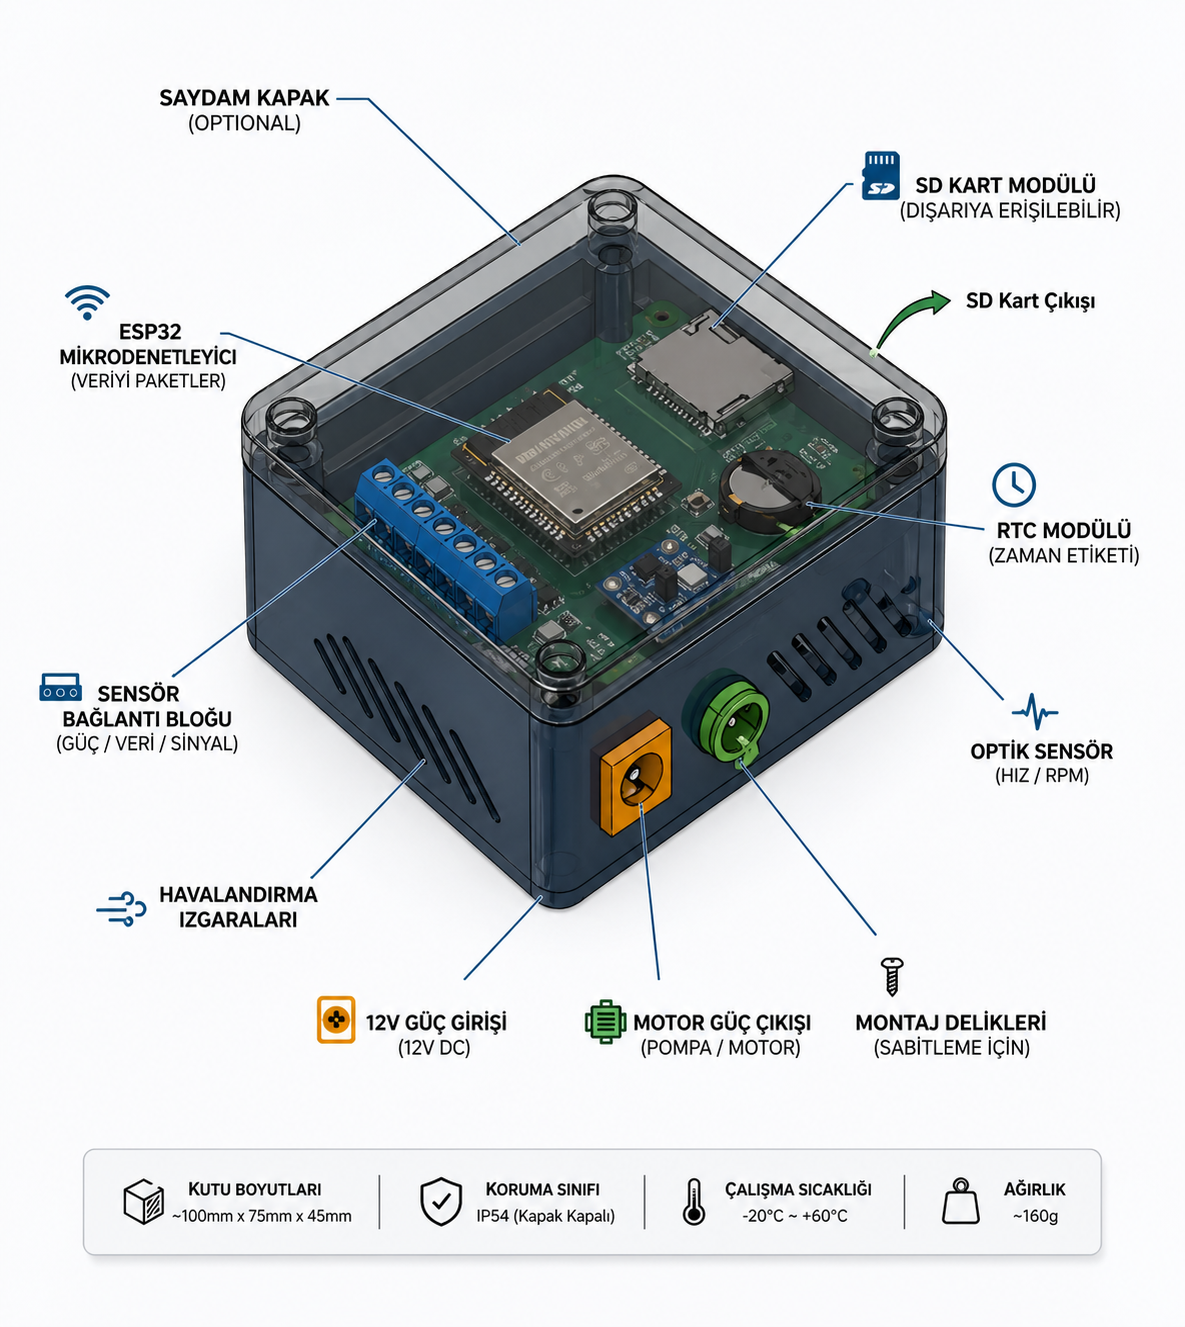 SAYDAM KAPAK
(OPTIONAL)
SD
SD KART MODÜLÜ
(DIŞARIYA ERİŞİLEBİLİR)
SD Kart Çıkışı
ESP32
MİKRODENETLEYİCİ
(VERİYİ PAKETLER)
RTC MODÜLÜ
(ZAMAN ETİKETİ)
SENSÖR
BAĞLANTI BLOĞU
(GÜÇ / VERİ / SİNYAL)
OPTİK SENSÖR
(HIZ / RPM)
HAVALANDIRMA
IZGARALARI
12V GÜÇ GİRİŞİ
(12V DC)
MOTOR GÜÇ ÇIKIŞI
(POMPA / MOTOR)
MONTAJ DELİKLERİ
(SABİTLEME İÇİN)
KUTU BOYUTLARI
~100mm x 75mm x 45mm
KORUMA SINIFI
IP54 (Kapak Kapalı)
ÇALIŞMA SICAKLIĞI
-20°C ~ +60°C
AĞIRLIK
~160g